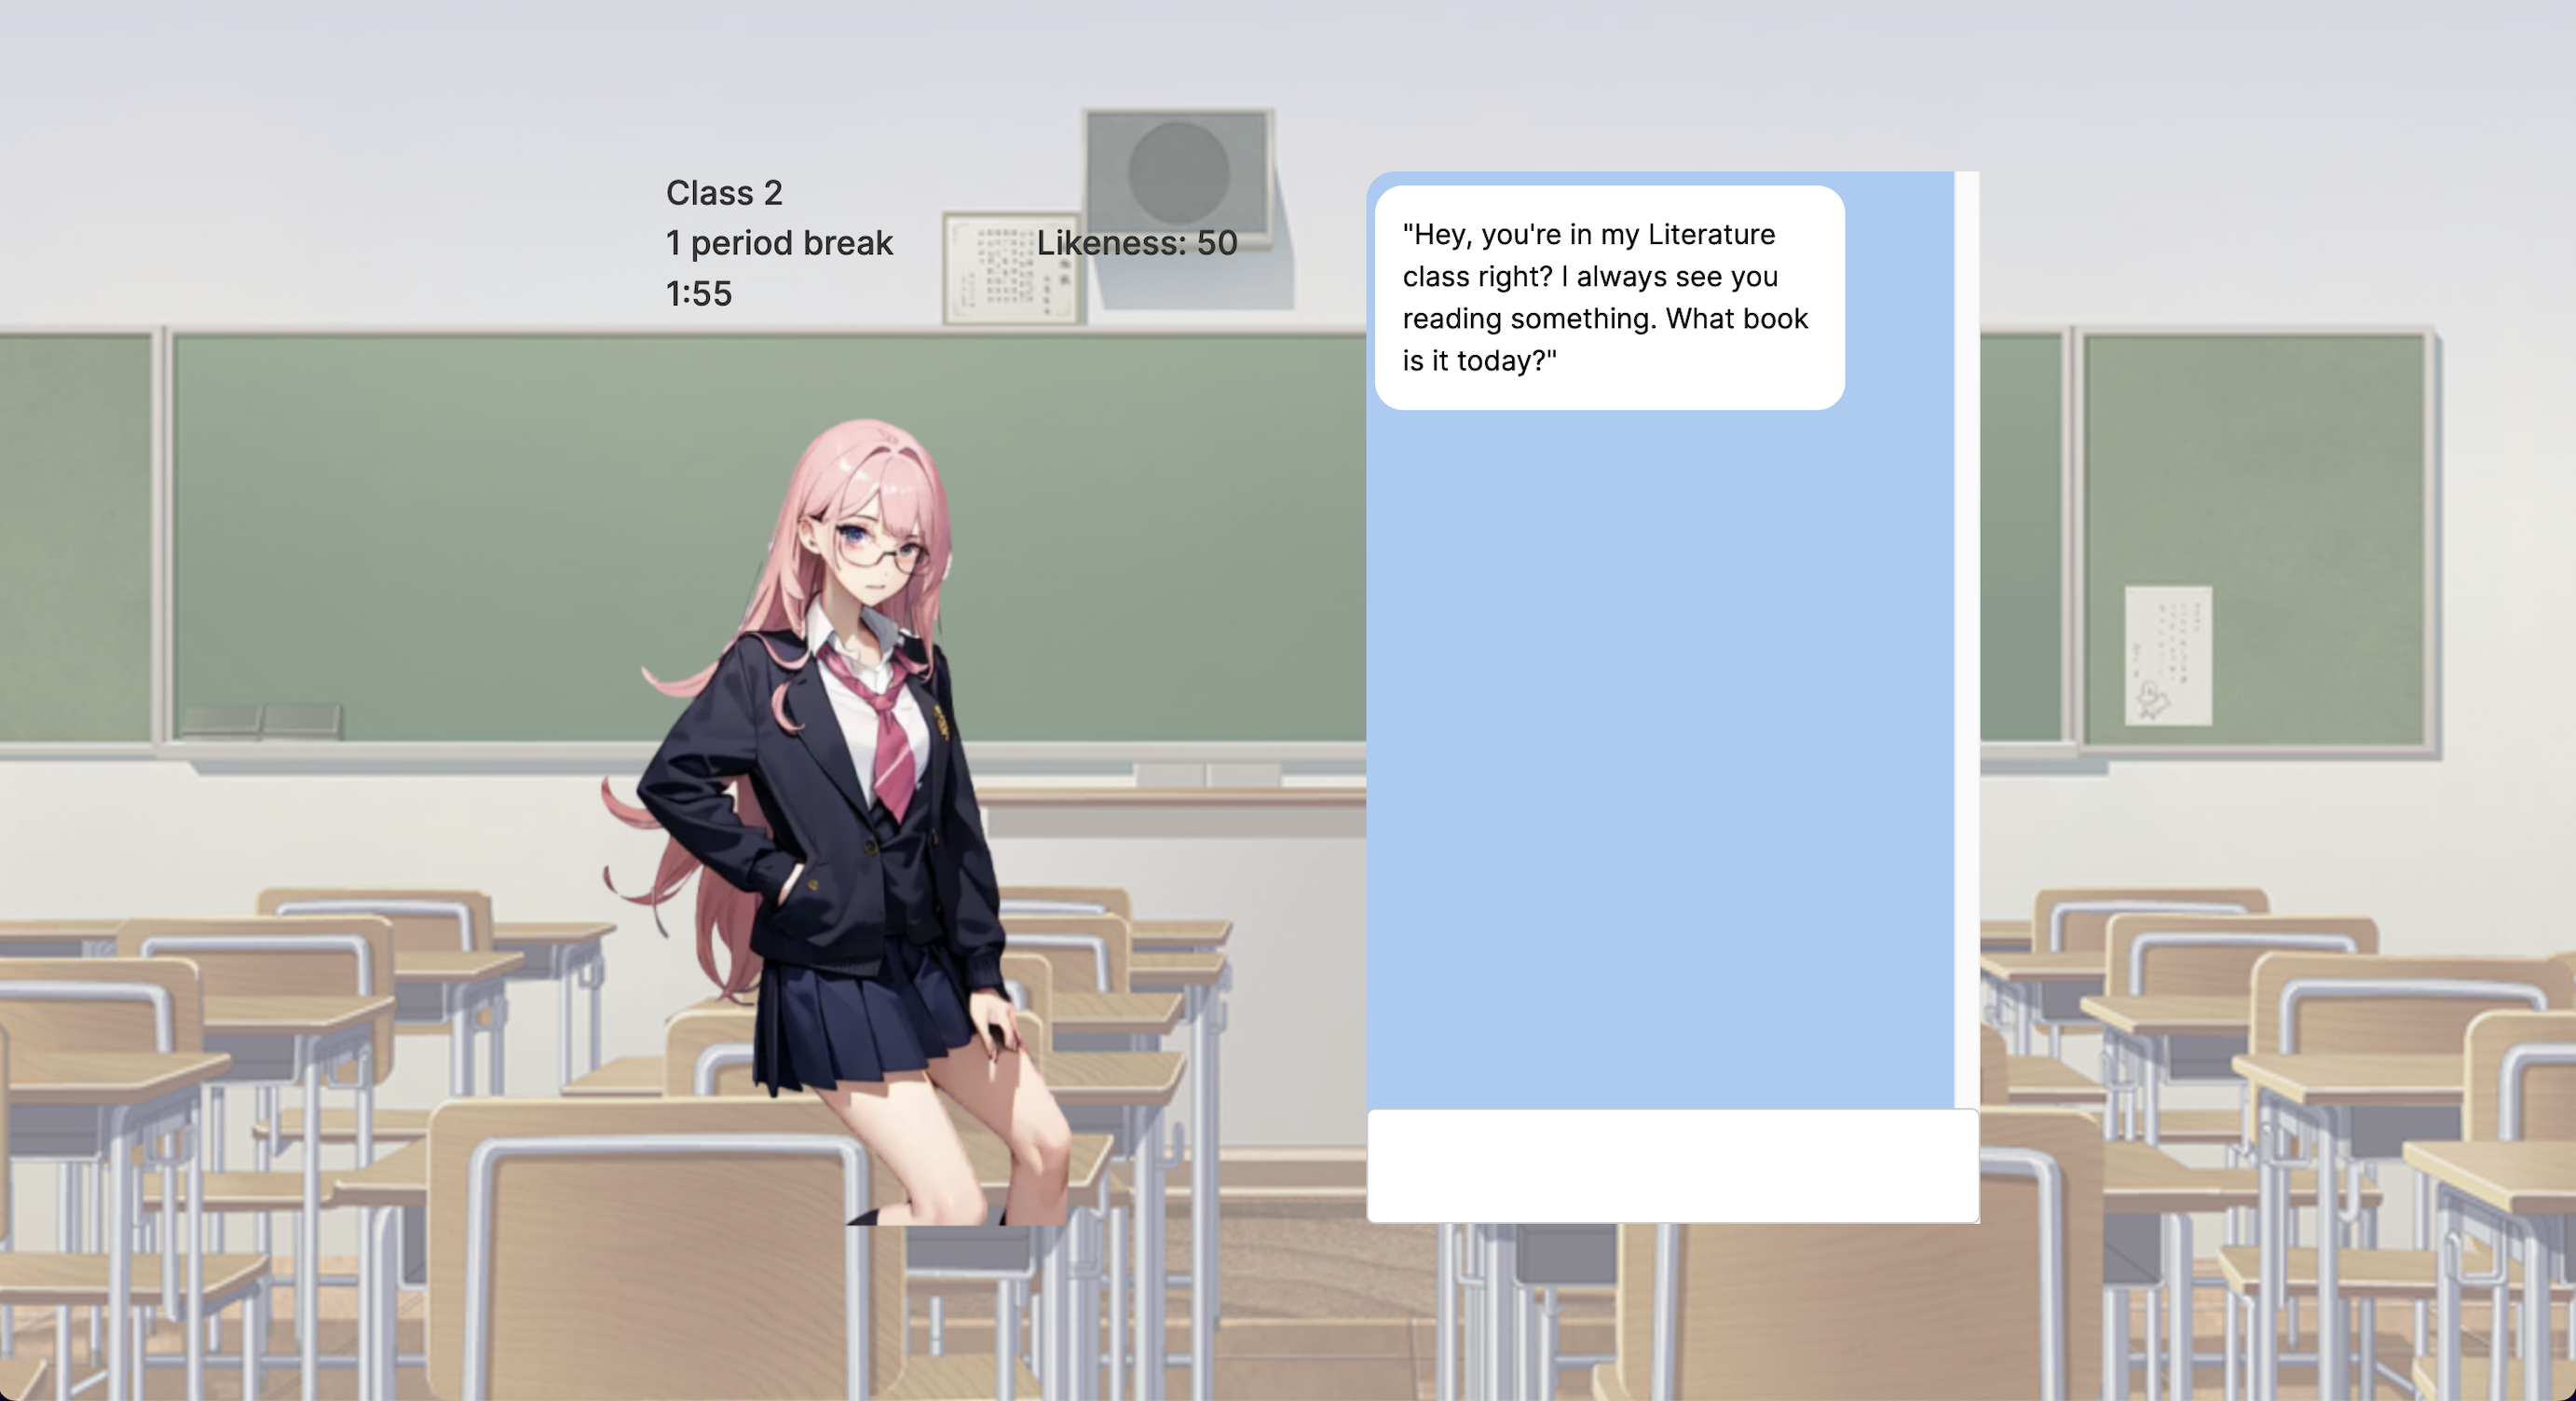 Class 2
1 period break
Likeness: 50
1:55
"Hey, you're in my Literature
class right? I always see you
reading something. What book
is it today?"